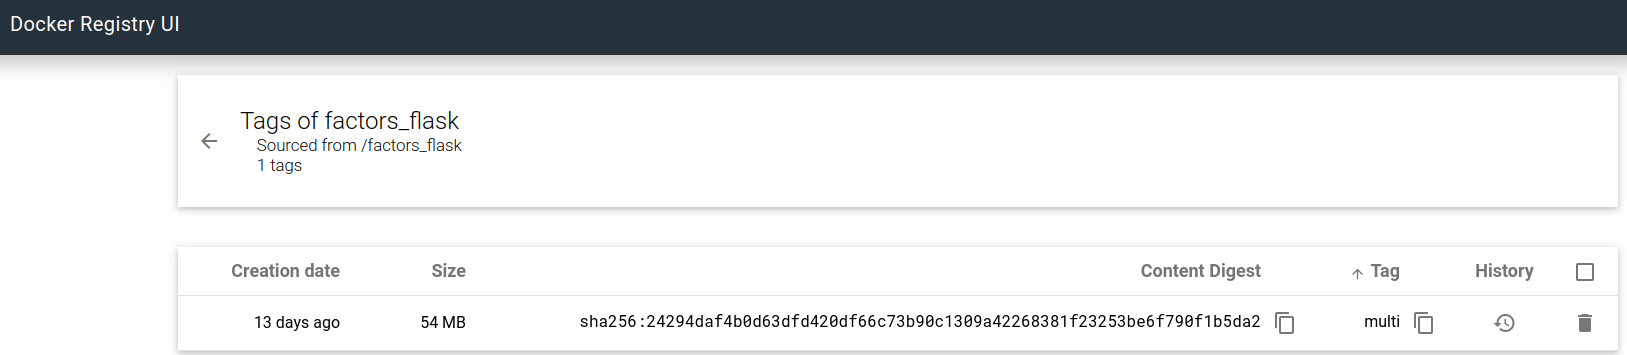 Docker Registry UI
Tags of factors_flask
Sourced from /factors_flask
1 tags
Creation date Size Content Digest Tag History
13 days ago 54 MB sha256:24294daf4b0d63dfd420df66c73b90c1309a42268381f23253be6f790f1b5da2 multi